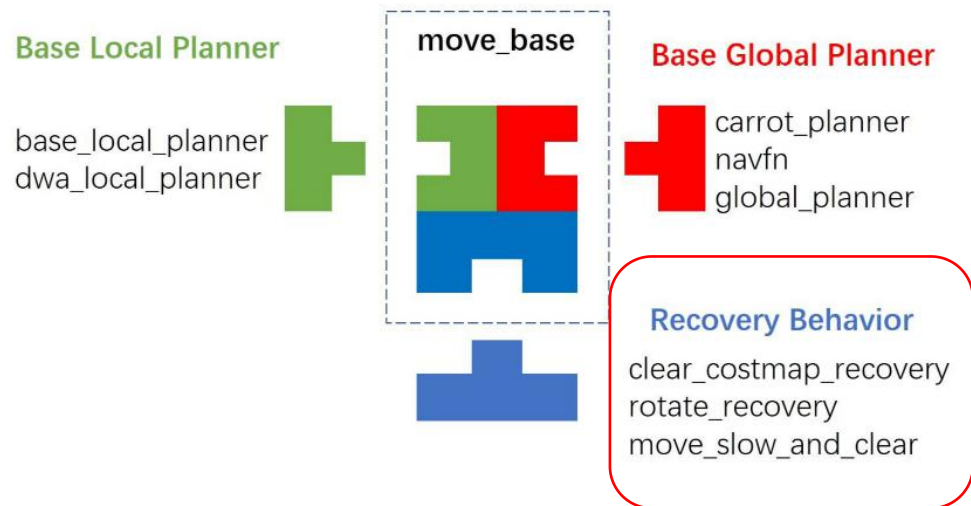 Base Local Planner
base_local_planner
dwa_local_planner
move_base
Base Global Planner
carrot_planner
navfn
global_planner
Recovery Behavior
clear_costmap_recovery
rotate_recovery
move_slow_and_clear